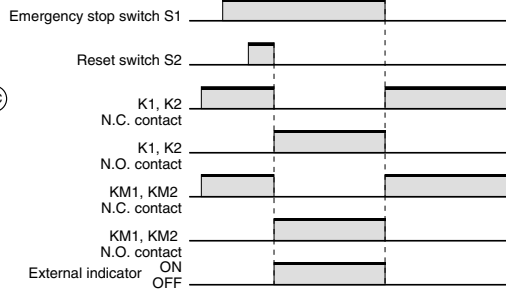 Emergency stop switch S1
Reset switch S2
K1, K2
N.C. contact
K1, K2
N.O. contact
KM1, KM2
N.C. contact
KM1, KM2
N.O. contact
External indicator ON
OFF